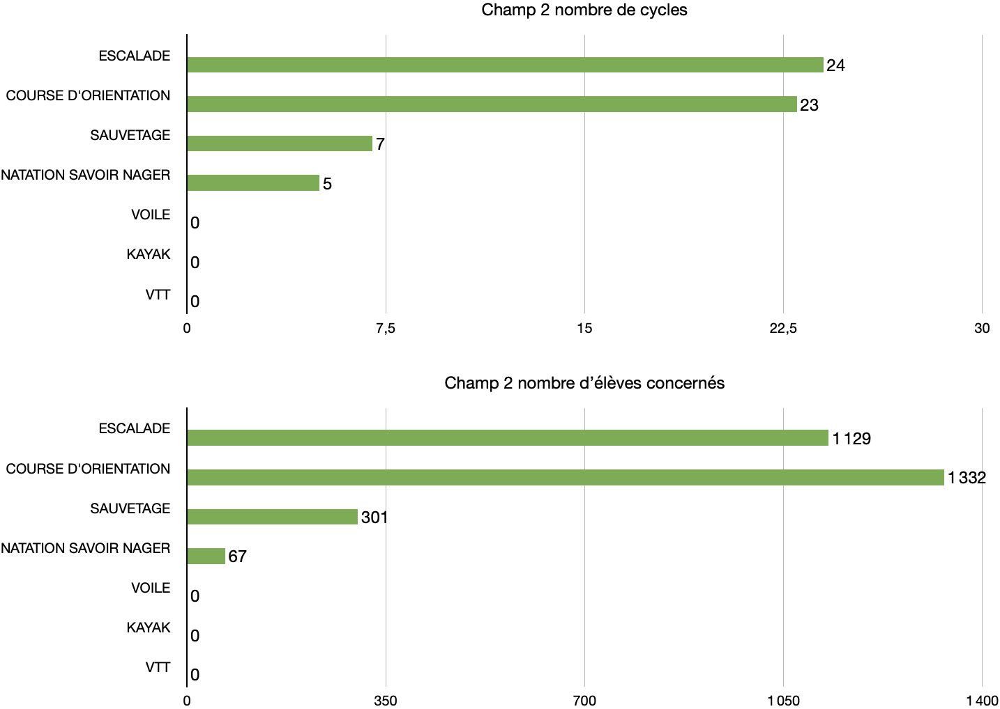 Champ 2 nombre de cycles
ESCALADE 24
COURSE D'ORIENTATION 23
SAUVETAGE 7
NATATION SAVOIR NAGER 5
VOILE 0
KAYAK 0
VTT 0
0 7,5 15 22,5 30
Champ 2 nombre d’élèves concernés
ESCALADE 1 129
COURSE D'ORIENTATION 1 332
SAUVETAGE 301
NATATION SAVOIR NAGER 67
VOILE 0
KAYAK 0
VTT 0
0 350 700 1 050 1 400